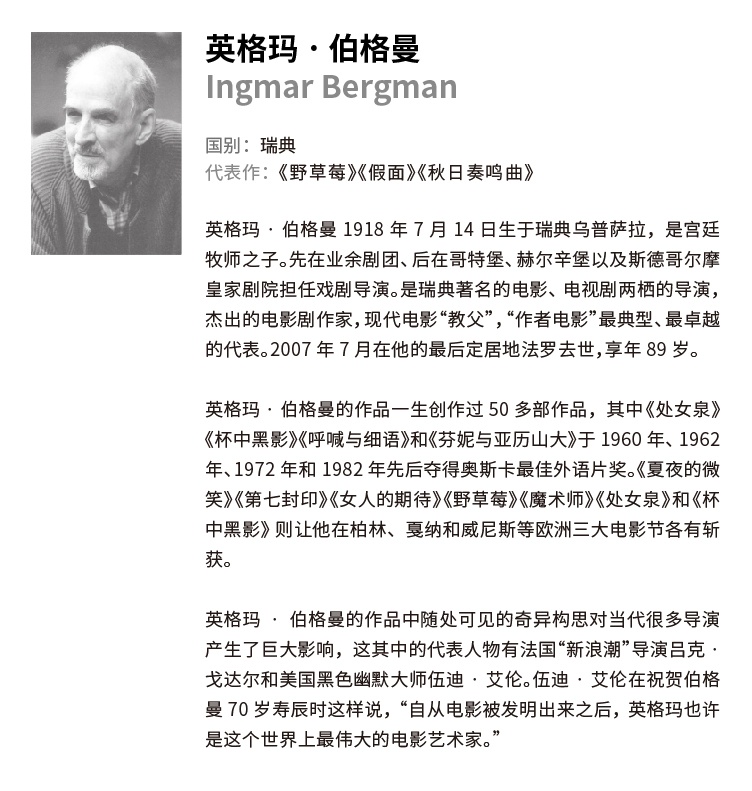 英格玛·伯格曼
Ingmar Bergman
国别：瑞典
代表作：《野草莓》《假面》《秋日奏鸣曲》
英格玛 · 伯格曼 1918 年 7 月 14 日生于瑞典乌普萨拉，是宫廷
牧师之子。先在业余剧团、后在哥特堡、赫尔辛堡以及斯德哥尔摩
皇家剧院担任戏剧导演。是瑞典著名的电影、电视剧两栖的导演，
杰出的电影剧作家，现代电影“教父”，“作者电影”最典型、最卓越
的代表。2007 年 7 月在他的最后定居地法罗去世，享年 89 岁。
英格玛 · 伯格曼的作品一生创作过 50 多部作品，其中《处女泉》
《杯中黑影》《呼喊与细语》和《芬妮与亚历山大》于 1960 年、1962
年、1972 年和 1982 年先后夺得奥斯卡最佳外语片奖。《夏夜的微
笑》《第七封印》《女人的期待》《野草莓》《魔术师》《处女泉》和《杯
中黑影》则让他在柏林、戛纳和威尼斯等欧洲三大电影节各有斩
获。
英格玛 · 伯格曼的作品中随处可见的奇异构思对当代很多导演
产生了巨大影响，这其中的代表人物有法国“新浪潮”导演吕克 ·
戈达尔和美国黑色幽默大师伍迪 · 艾伦。伍迪 · 艾伦在祝贺伯格
曼 70 岁寿辰时这样说，“自从电影被发明出来之后，英格玛也许
是这个世界上最伟大的电影艺术家。”